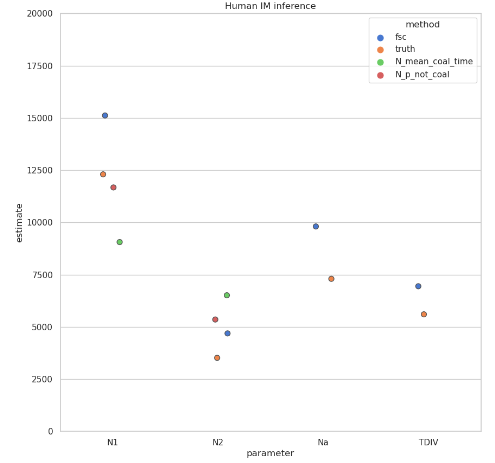 Human IM inference
20000
17500
15000
12500
10000
7500
5000
2500
0
estimate
method
fsc
truth
N_mean_coal_time
N_p_not_coal
N1
N2
Na
TDIV
parameter